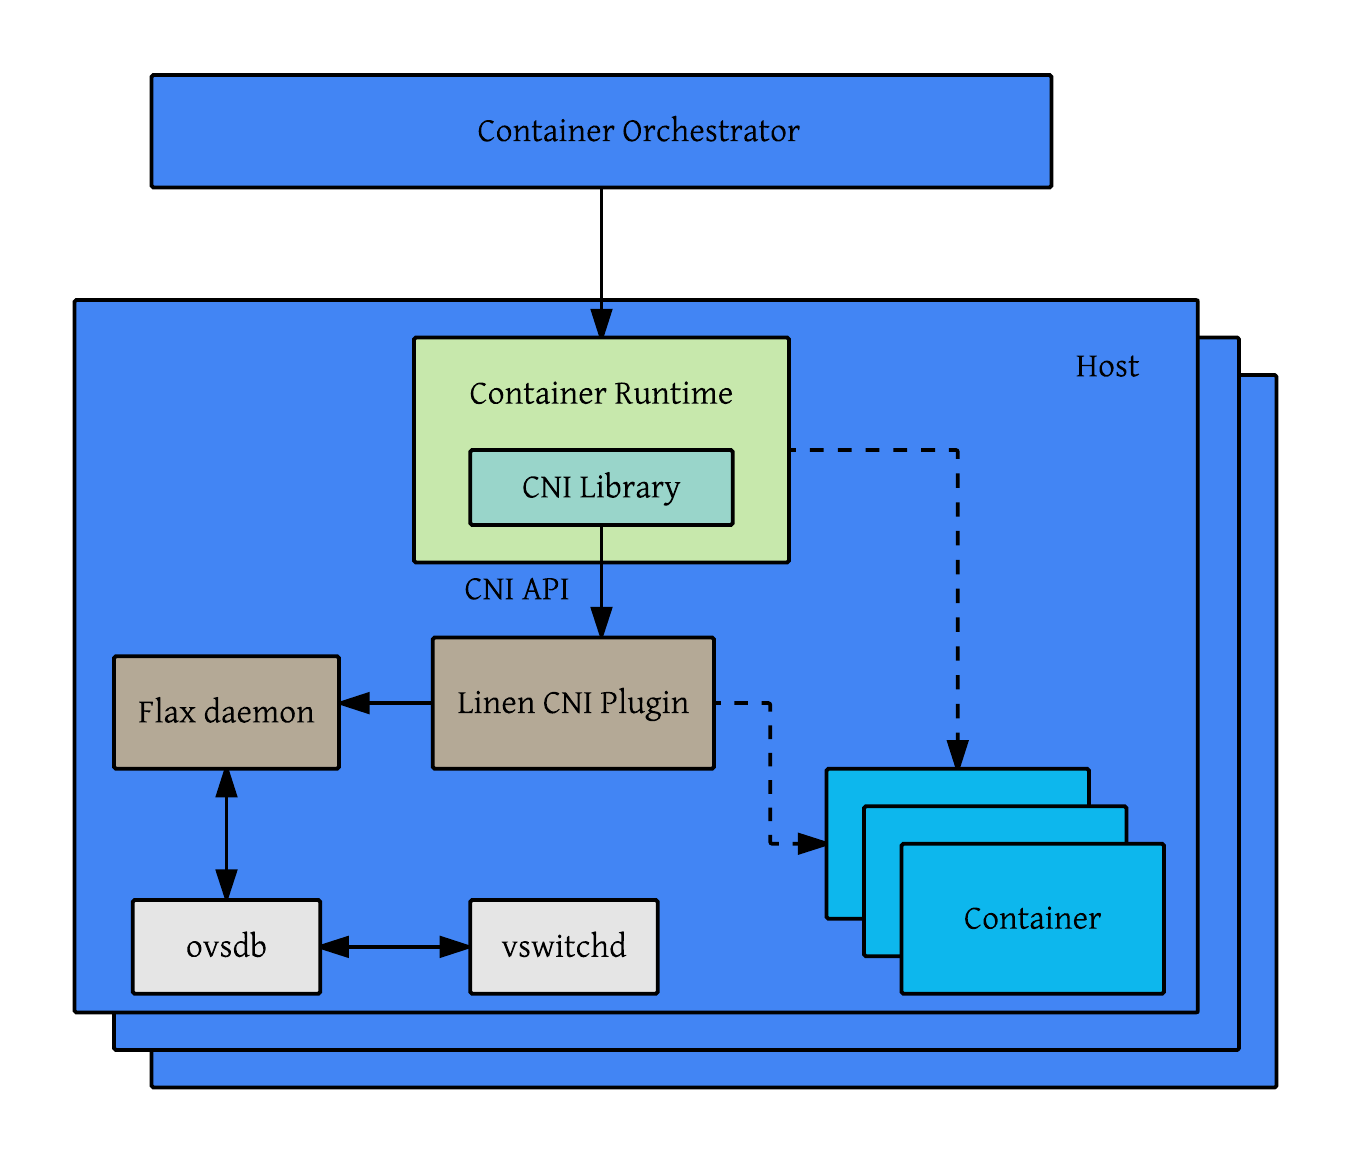 Container Orchestrator
Host
Container Runtime
CNI Library
CNI API
Linen CNI Plugin
Flax daemon
Container
ovsdb
vswitchd